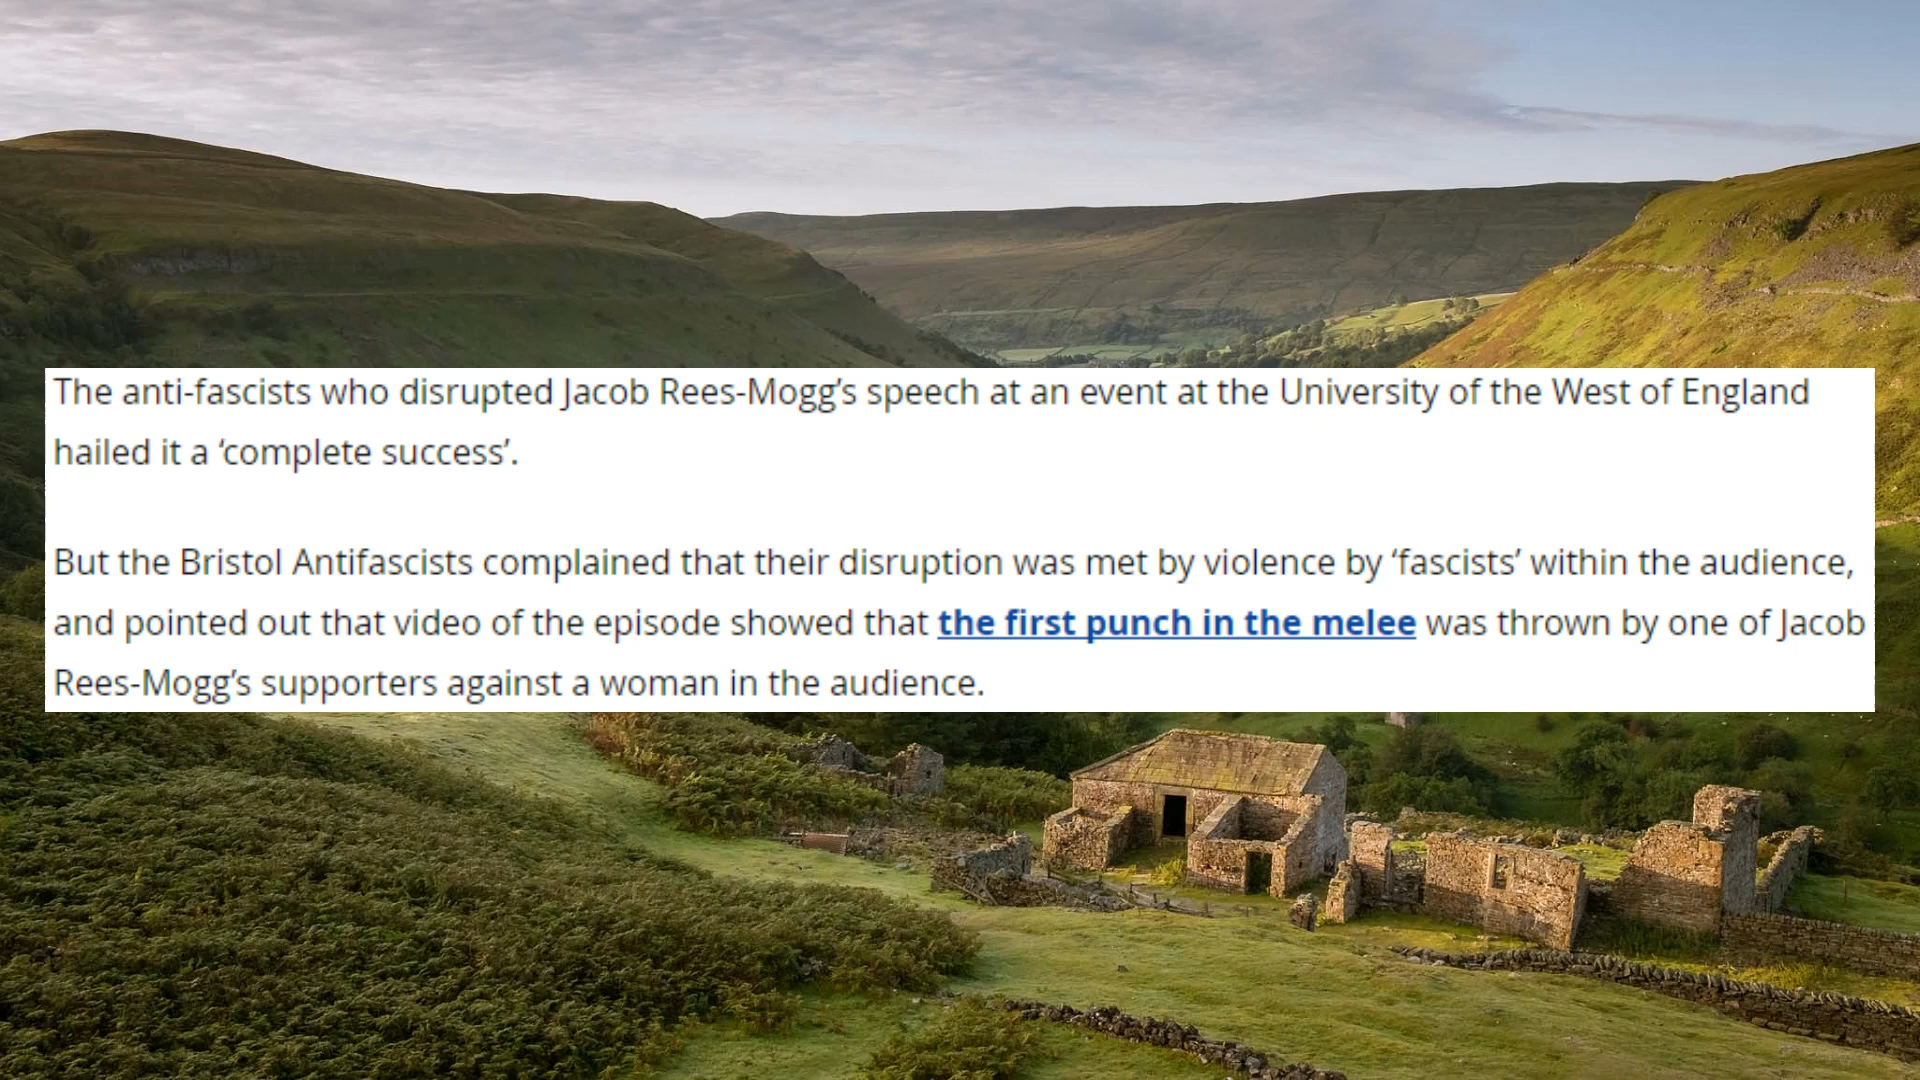 The anti-fascists who disrupted Jacob Rees-Mogg’s speech at an event at the University of the West of England
hailed it a ‘complete success’.
But the Bristol Antifascists complained that their disruption was met by violence by ‘fascists’ within the audience,
and pointed out that video of the episode showed that the first punch in the melee was thrown by one of Jacob
Rees-Mogg’s supporters against a woman in the audience.